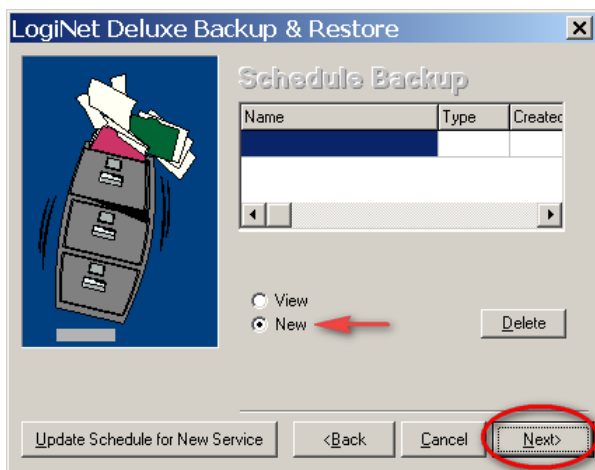 LogiNet Deluxe Backup & Restore
Schedule Backup
Name Type Created
View
New
Delete
Update Schedule for New Service <Back Cancel Next>